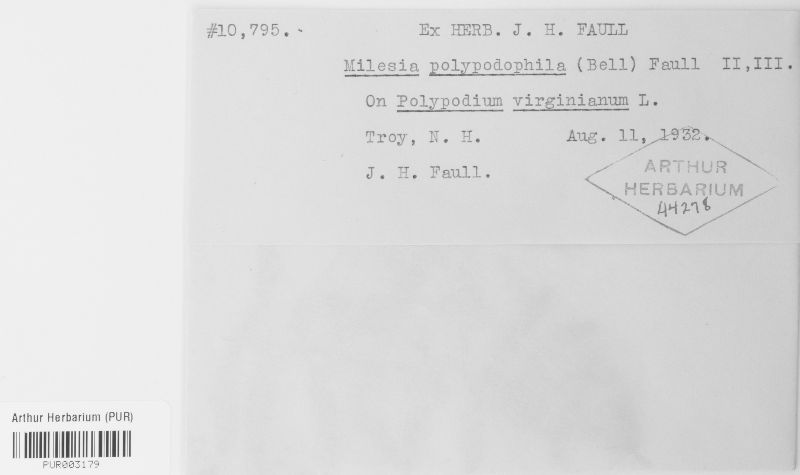 #10,795.
Ex HERB. J. H. FAULL
Milesia polypodophila (Bell) Faull II,III.
On Polypodium virginianum L.
Troy, N. H. Aug. 11, 1932.
J. H. Faull.
ARTHUR
HERBARIUM
44278
Arthur Herbarium (PUR)
PUR003179